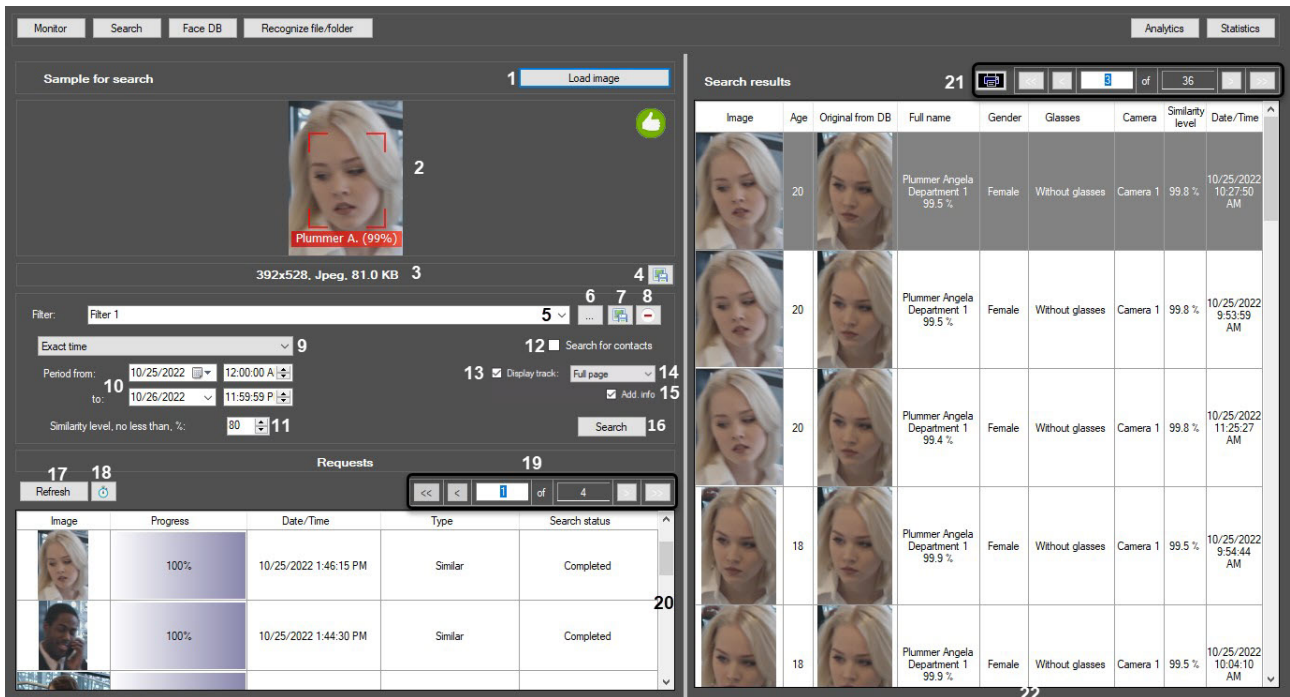 Monitor Search Face DB Recognize file/folder Analytics Statistics
Sample for search 1 Load image
2
Plummer A. (99%)
392x528, Jpeg, 81.0 KB 3 4
Filter: Filter 1 5 6 ... 7 8
Exact time 9 12 Search for contacts
Period from: 10/25/2022 12:00:00 A 13 Display track: Full page 14
10
to: 10/26/2022 11:59:59 P Add. info 15
Similarity level, no less than, %: 80 11 Search 16
Requests 19
17 18
Refresh << < 1 of 4 > >>
Image Progress Date/Time Type Search status
100% 10/25/2022 1:46:15 PM Similar Completed
20
100% 10/25/2022 1:44:30 PM Similar Completed
Search results 21 << < 3 of 36 > >>
Image Age Original from DB Full name Gender Glasses Camera Similarity level Date/Time
20 Plummer Angela Department 1 99.5 % Female Without glasses Camera 1 99.8 % 10/25/2022 10:27:50 AM
20 Plummer Angela Department 1 99.5 % Female Without glasses Camera 1 99.8 % 10/25/2022 9:53:59 AM
20 Plummer Angela Department 1 99.4 % Female Without glasses Camera 1 99.8 % 10/25/2022 11:25:27 AM
18 Plummer Angela Department 1 99.9 % Female Without glasses Camera 1 99.5 % 10/25/2022 9:54:44 AM
18 Plummer Angela Department 1 99.9 % Female Without glasses Camera 1 99.5 % 10/25/2022 10:04:10 AM
22